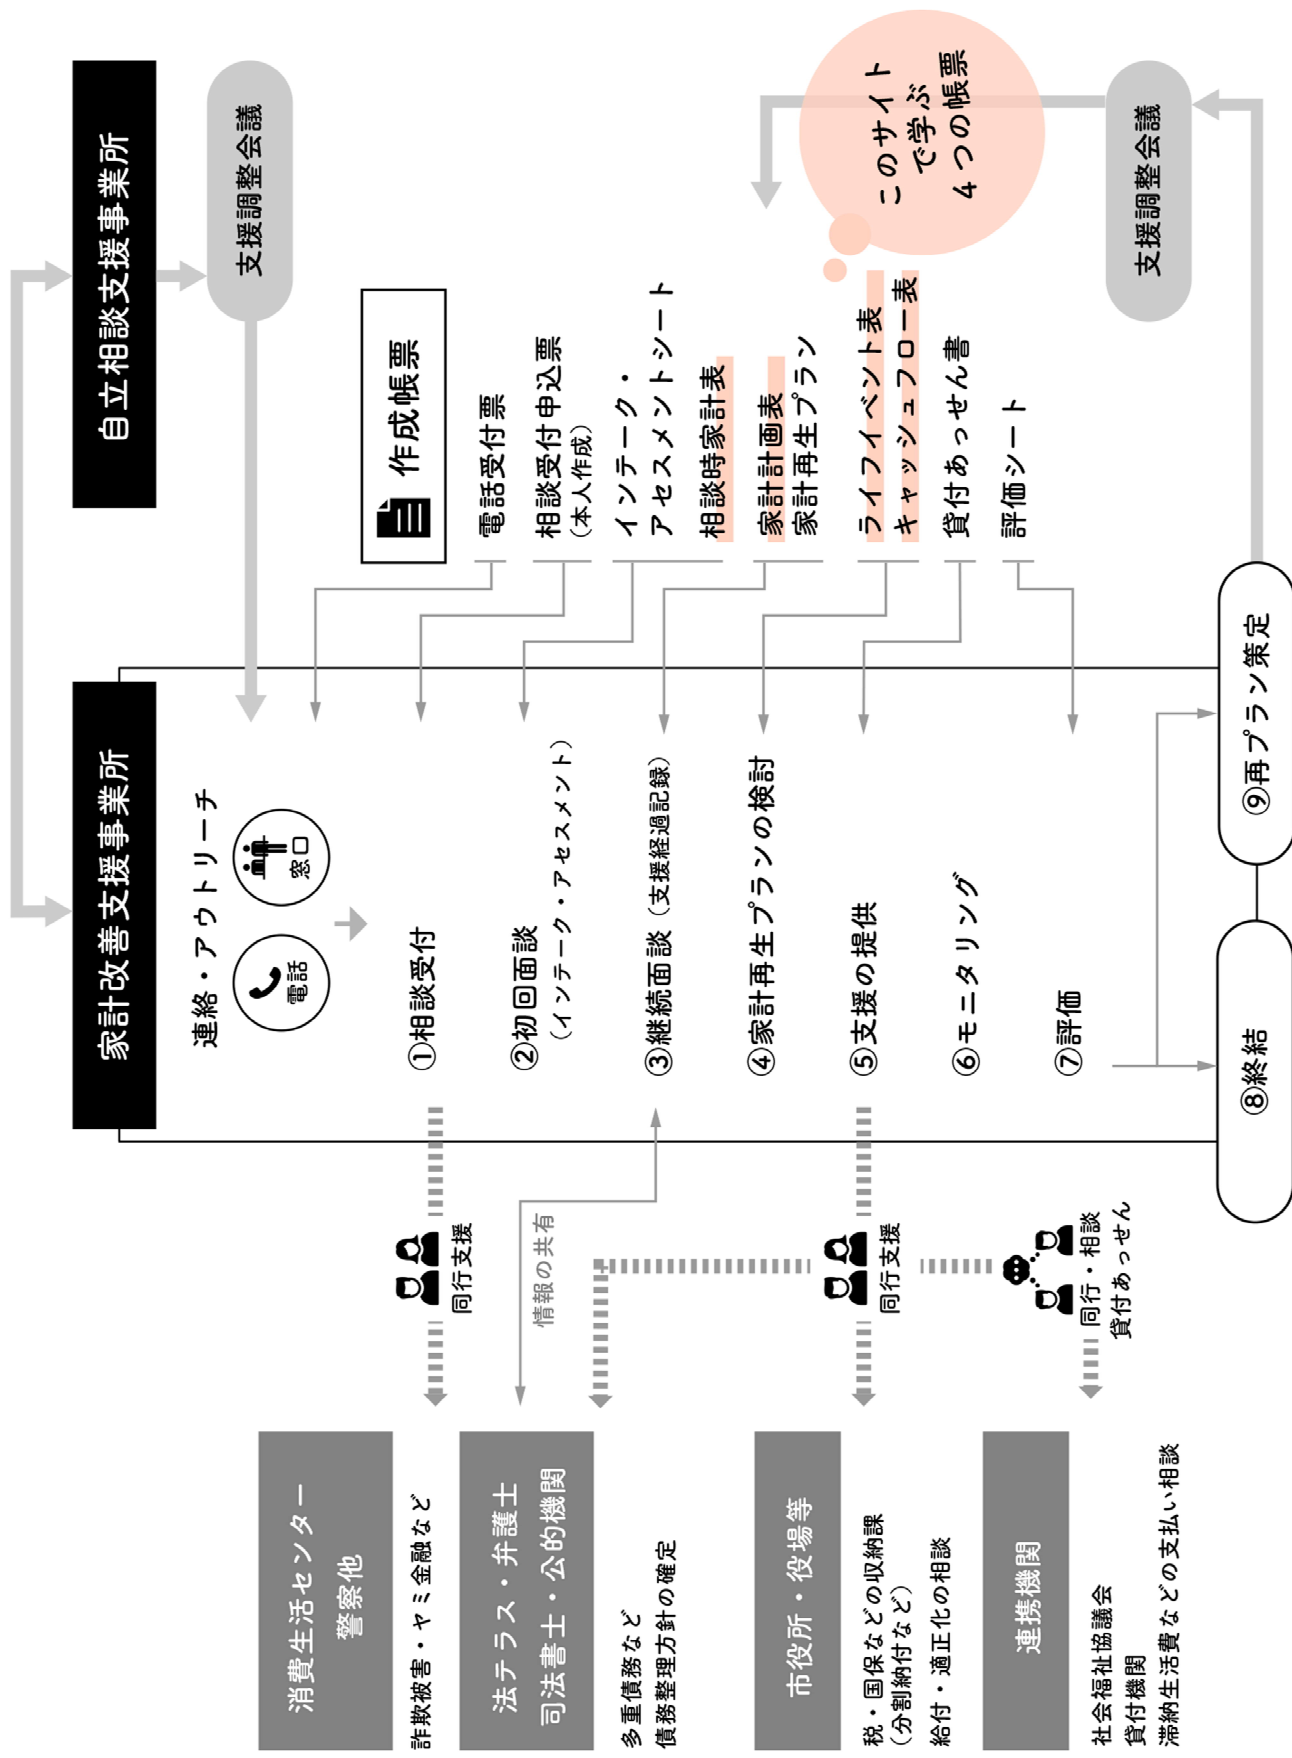 家計改善支援事業所
自立相談支援事業所
支援調整会議
連絡・アウトリーチ
電話
窓口
①相談受付
②初回面談
（インテーク・アセスメント）
③継続面談（支援経過記録）
④家計再生プランの検討
⑤支援の提供
⑥モニタリング
⑦評価
⑧終結
⑨再プラン策定
作成帳票
電話受付票
相談受付申込票
（本人作成）
インテーク・
アセスメントシート
相談時家計表
家計計画表
家計再生プラン
ライフイベント表
キャッシュフロー表
貸付あっせん書
評価シート
このサイト
で学ぶ
4つの帳票
支援調整会議
同行支援
情報の共有
同行支援
同行・相談
貸付あっせん
消費生活センター
警察他
詐欺被害・ヤミ金融など
法テラス・弁護士
司法書士・公的機関
多重債務など
債務整理方針の確定
市役所・役場等
税・国保などの収納課
（分割納付など）
給付・適正化の相談
連携機関
社会福祉協議会
貸付機関
滞納生活費などの支払い相談